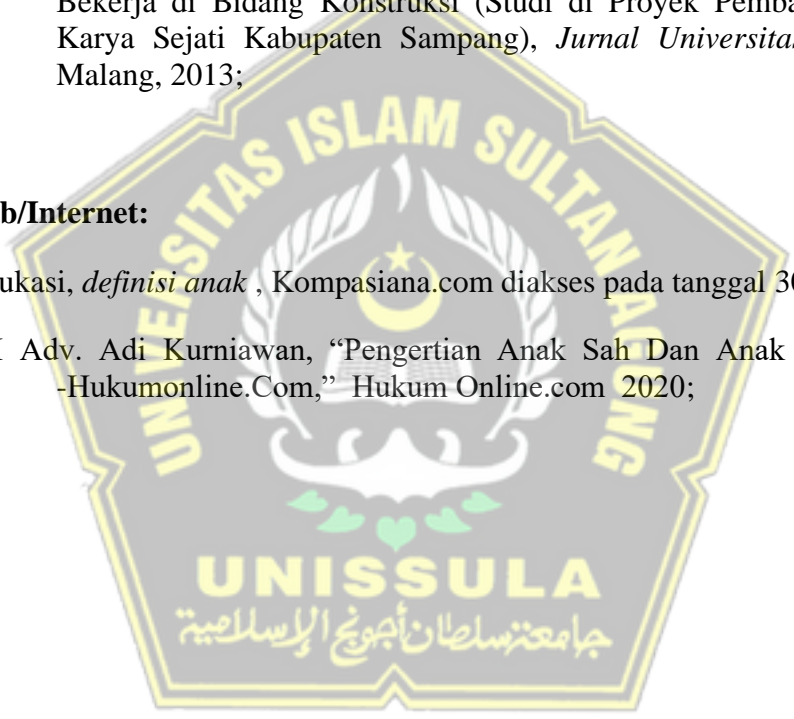 Bekerja di Bidang Konstruksi (Studi di Proyek Pemba
Karya Sejati Kabupaten Sampang), Jurnal Universitas
Malang, 2013;
b/Internet:
ukasi, definisi anak , Kompasiana.com diakses pada tanggal 30
Adv. Adi Kurniawan, “Pengertian Anak Sah Dan Anak
-Hukumonline.Com,” Hukum Online.com 2020;
UNIVERSITAS ISLAM SULTAN AGUNG
UNISSULA
جامعة سلطان أجونج الإسلامية